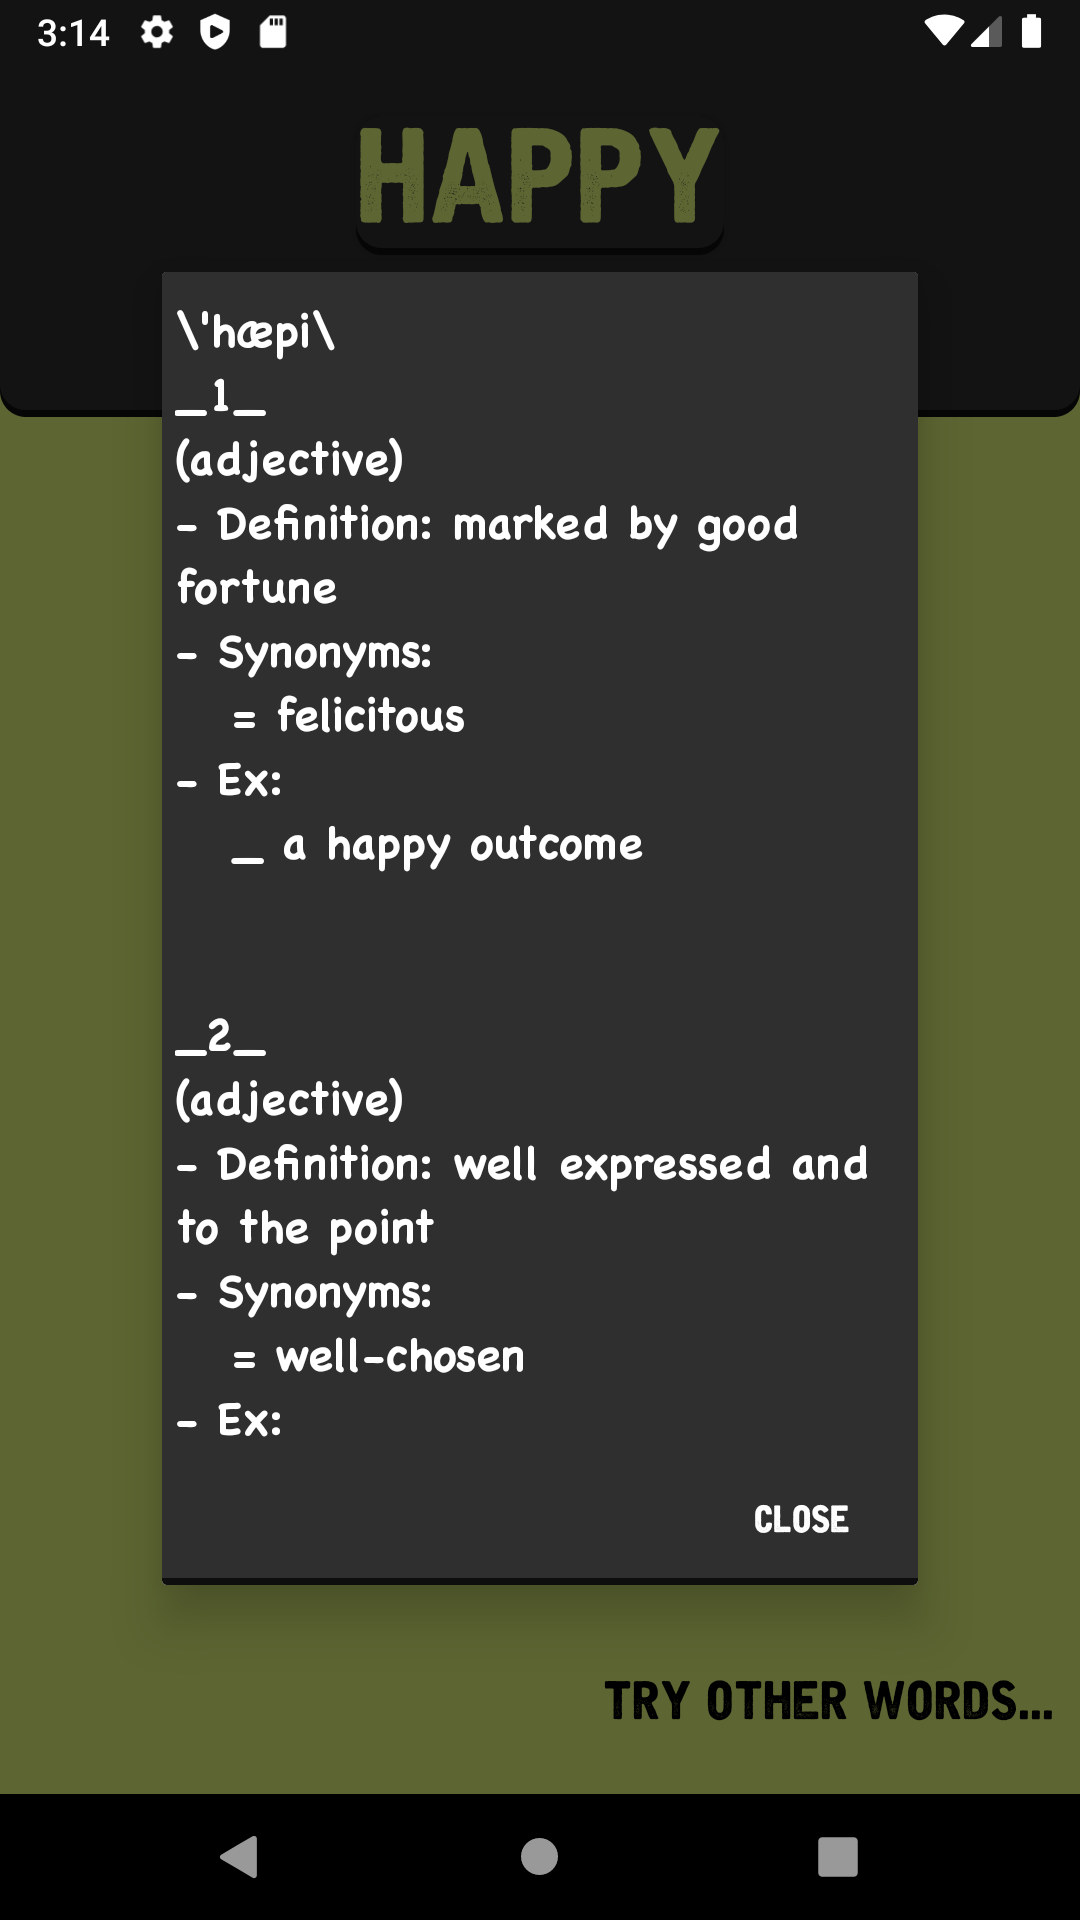 3:14
HAPPY
\'hæpi\
_1_
(adjective)
- Definition: marked by good
fortune
- Synonyms:
= felicitous
- Ex:
_ a happy outcome
_2_
(adjective)
- Definition: well expressed and
to the point
- Synonyms:
= well-chosen
- Ex:
CLOSE
TRY OTHER WORDS...